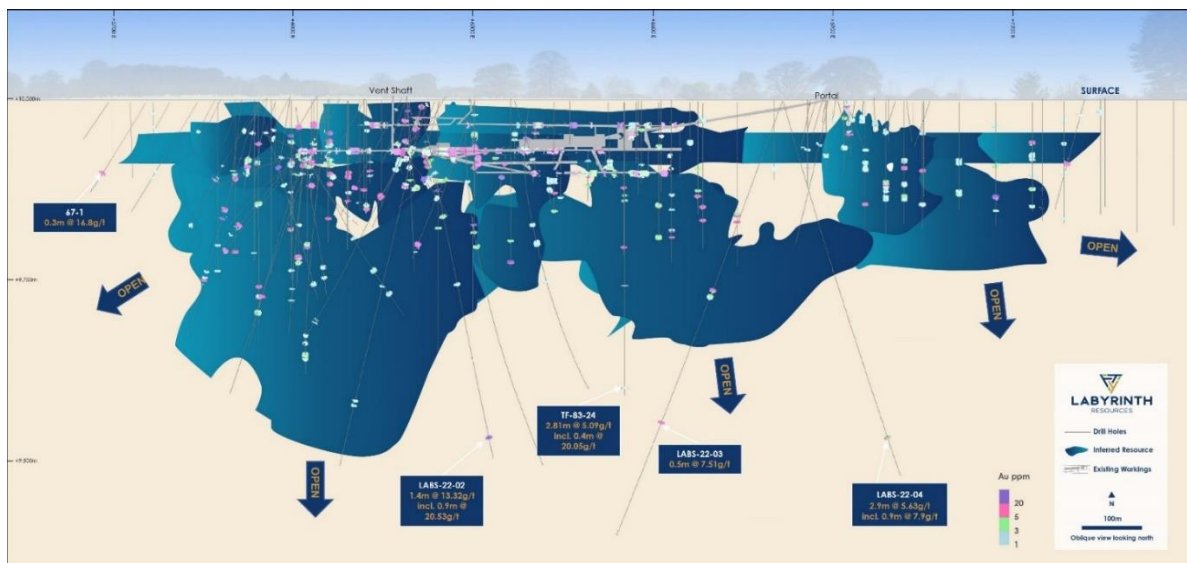 Vent Shaft
Portal
SURFACE
+10,000m
67-1
0.3m @ 16.8g/t
OPEN
OPEN
OPEN
OPEN
OPEN
TF-83-24
2.81m @ 5.09g/t
incl. 0.4m @
20.05g/t
LABS-22-03
0.5m @ 7.51g/t
LABS-22-02
1.4m @ 13.32g/t
incl. 0.9m @
20.53g/t
LABS-22-04
2.9m @ 5.63g/t
incl. 0.9m @ 7.9g/t
Au ppm
20
5
3
1
LABYRINTH
RESOURCES
Drill Holes
Inferred Resource
Existing Workings
N
100m
Oblique view looking north